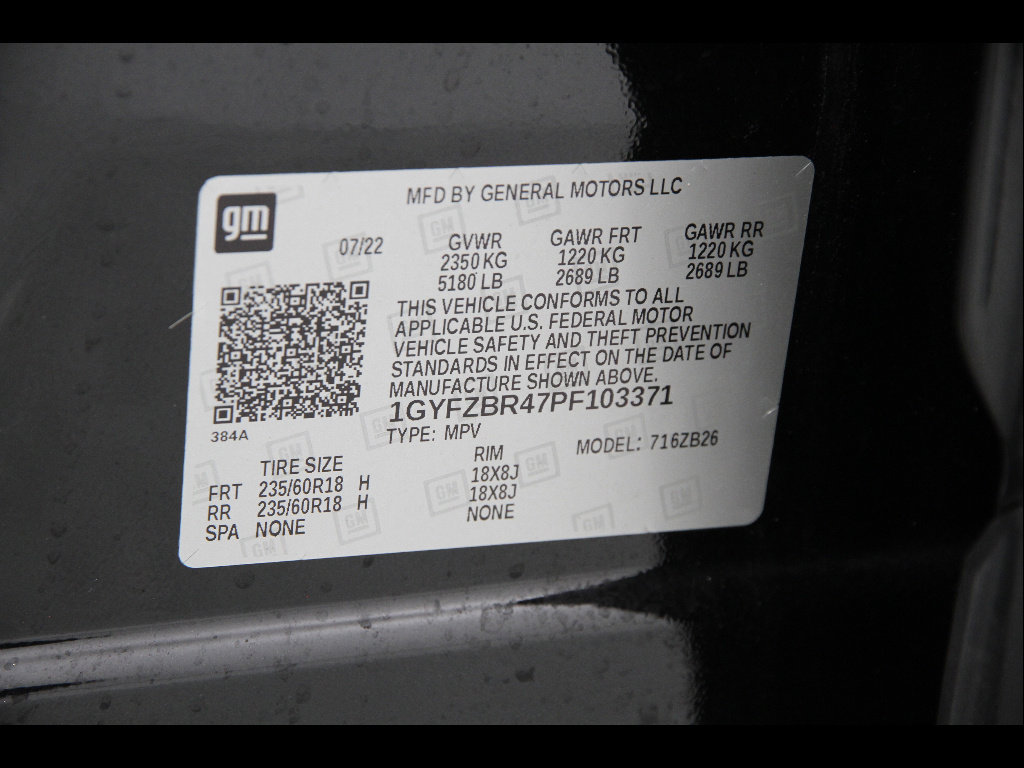 MFD BY GENERAL MOTORS LLC
gm
07/22
GVWR
2350 KG
5180 LB
GAWR FRT
1220 KG
2689 LB
GAWR RR
1220 KG
2689 LB
THIS VEHICLE CONFORMS TO ALL
APPLICABLE U.S. FEDERAL MOTOR
VEHICLE SAFETY AND THEFT PREVENTION
STANDARDS IN EFFECT ON THE DATE OF
MANUFACTURE SHOWN ABOVE.
1GYFZBR47PF103371
384A
TYPE: MPV
MODEL: 716ZB26
TIRE SIZE RIM
FRT 235/60R18 H 18X8J
RR 235/60R18 H 18X8J
SPA NONE NONE